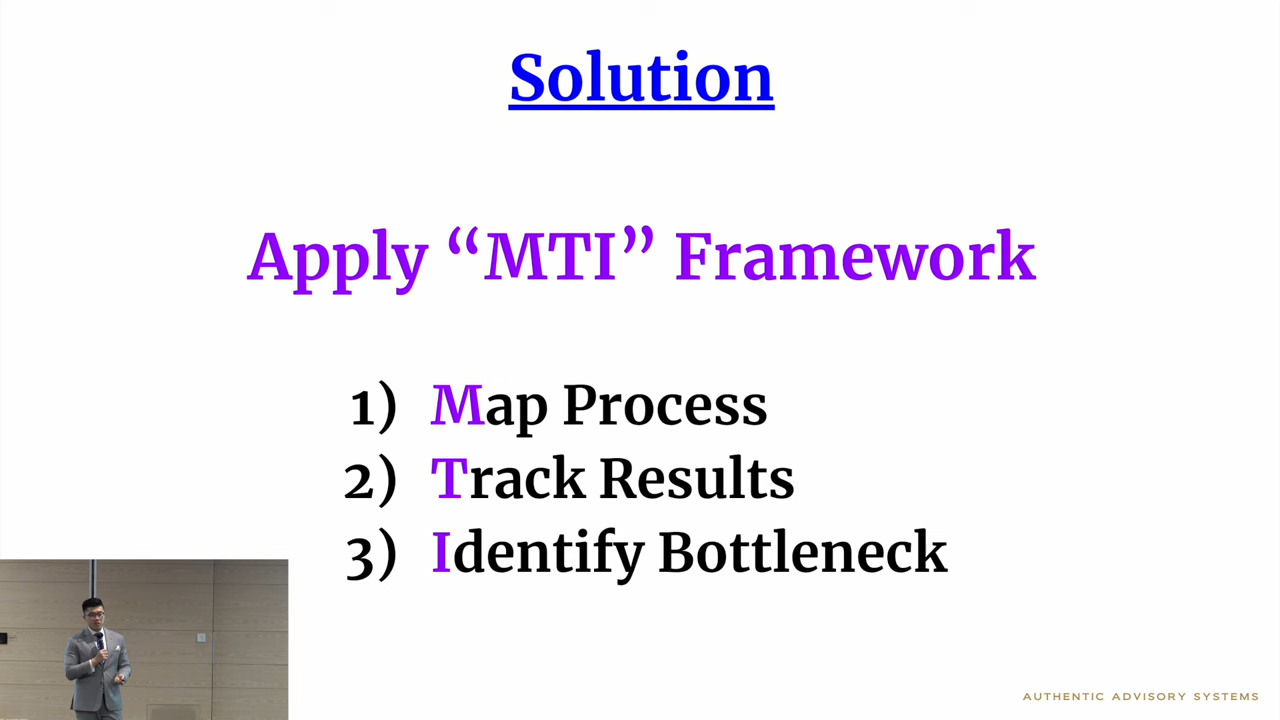 Solution
Apply “MTI” Framework
1) Map Process
2) Track Results
3) Identify Bottleneck
AUTHENTIC ADVISORY SYSTEMS